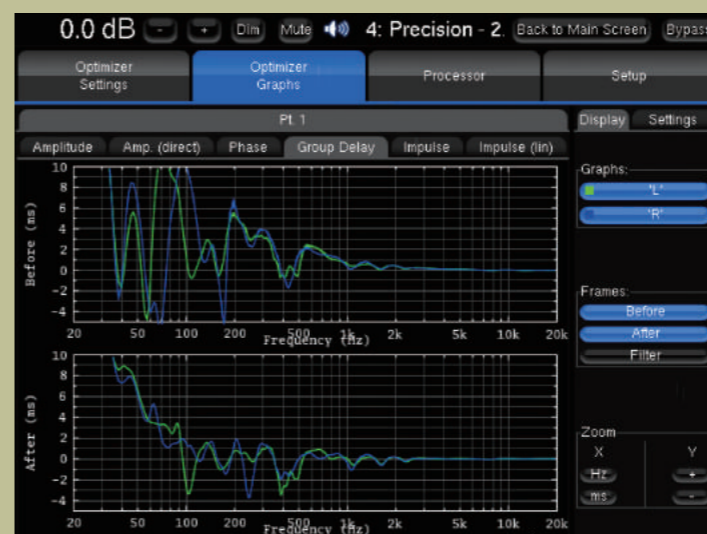 0.0 dB - + Dim Mute 4: Precision - 2. Back to Main Screen Bypass
Optimizer Settings Optimizer Graphs Processor Setup
Pt. 1 Display Settings
Amplitude Amp. (direct) Phase Group Delay Impulse Impulse (lin)
Graphs:
"L"
"R"
Before (ms)
10
8
6
4
2
0
-2
-4
20 50 100 200 500 1k 2k 5k 10k 20k
Frequency (Hz)
Frames:
Before
After
Filter
After (ms)
10
8
6
4
2
0
-2
-4
20 50 100 200 500 1k 2k 5k 10k 20k
Frequency (Hz)
Zoom
X Y
Hz +
ms -